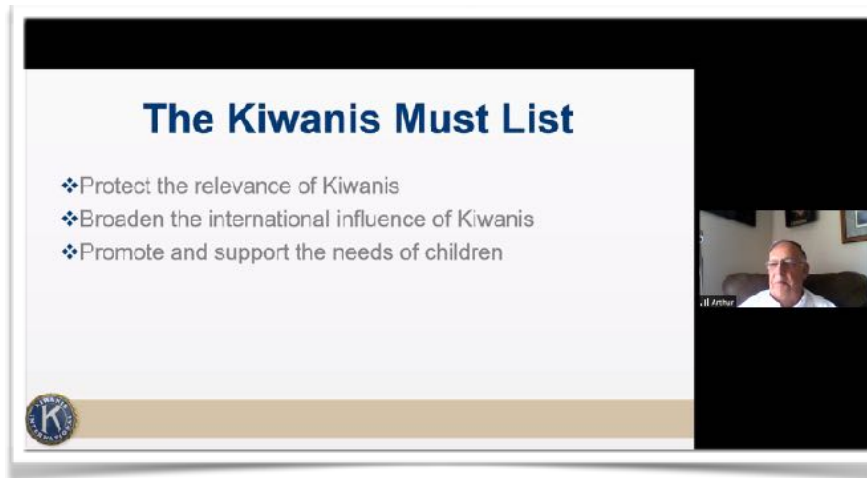 The Kiwanis Must List
❖Protect the relevance of Kiwanis
❖Broaden the international influence of Kiwanis
❖Promote and support the needs of children
Arthur
K